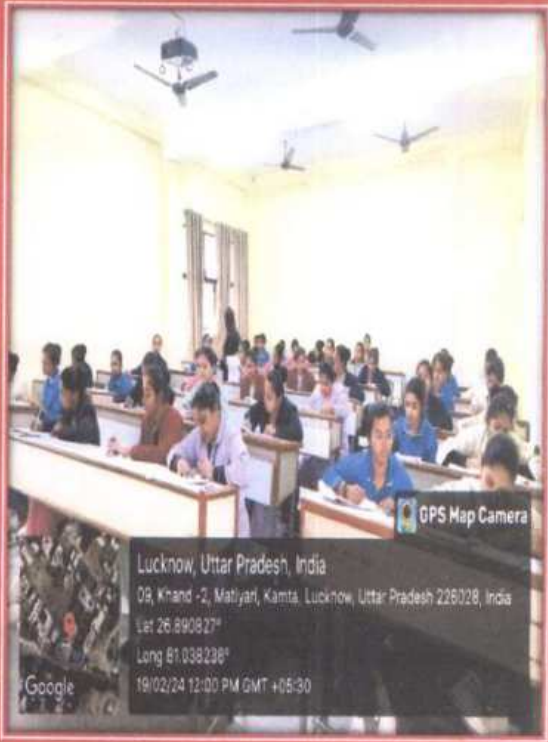 GPS Map Camera
Lucknow, Uttar Pradesh, India
09, Khand -2, Matiyari, Kamta, Lucknow, Uttar Pradesh 226028, India
Lat 26.890827°
Long 81.038238°
19/02/24 12:00 PM GMT +05:30
Google